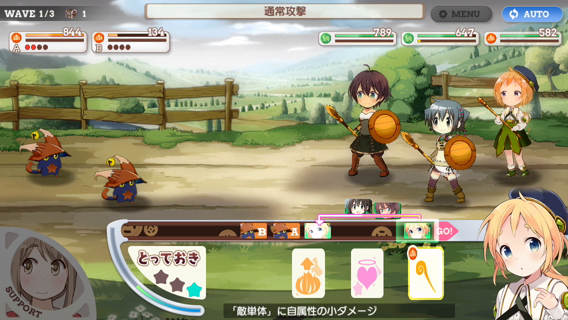 WAVE 1/3 1
通常攻撃
MENU
AUTO
844
134
A
B
789
647
582
B
A
GO!
とっておき
SUPPORT
「敵単体」に自属性の小ダメージ